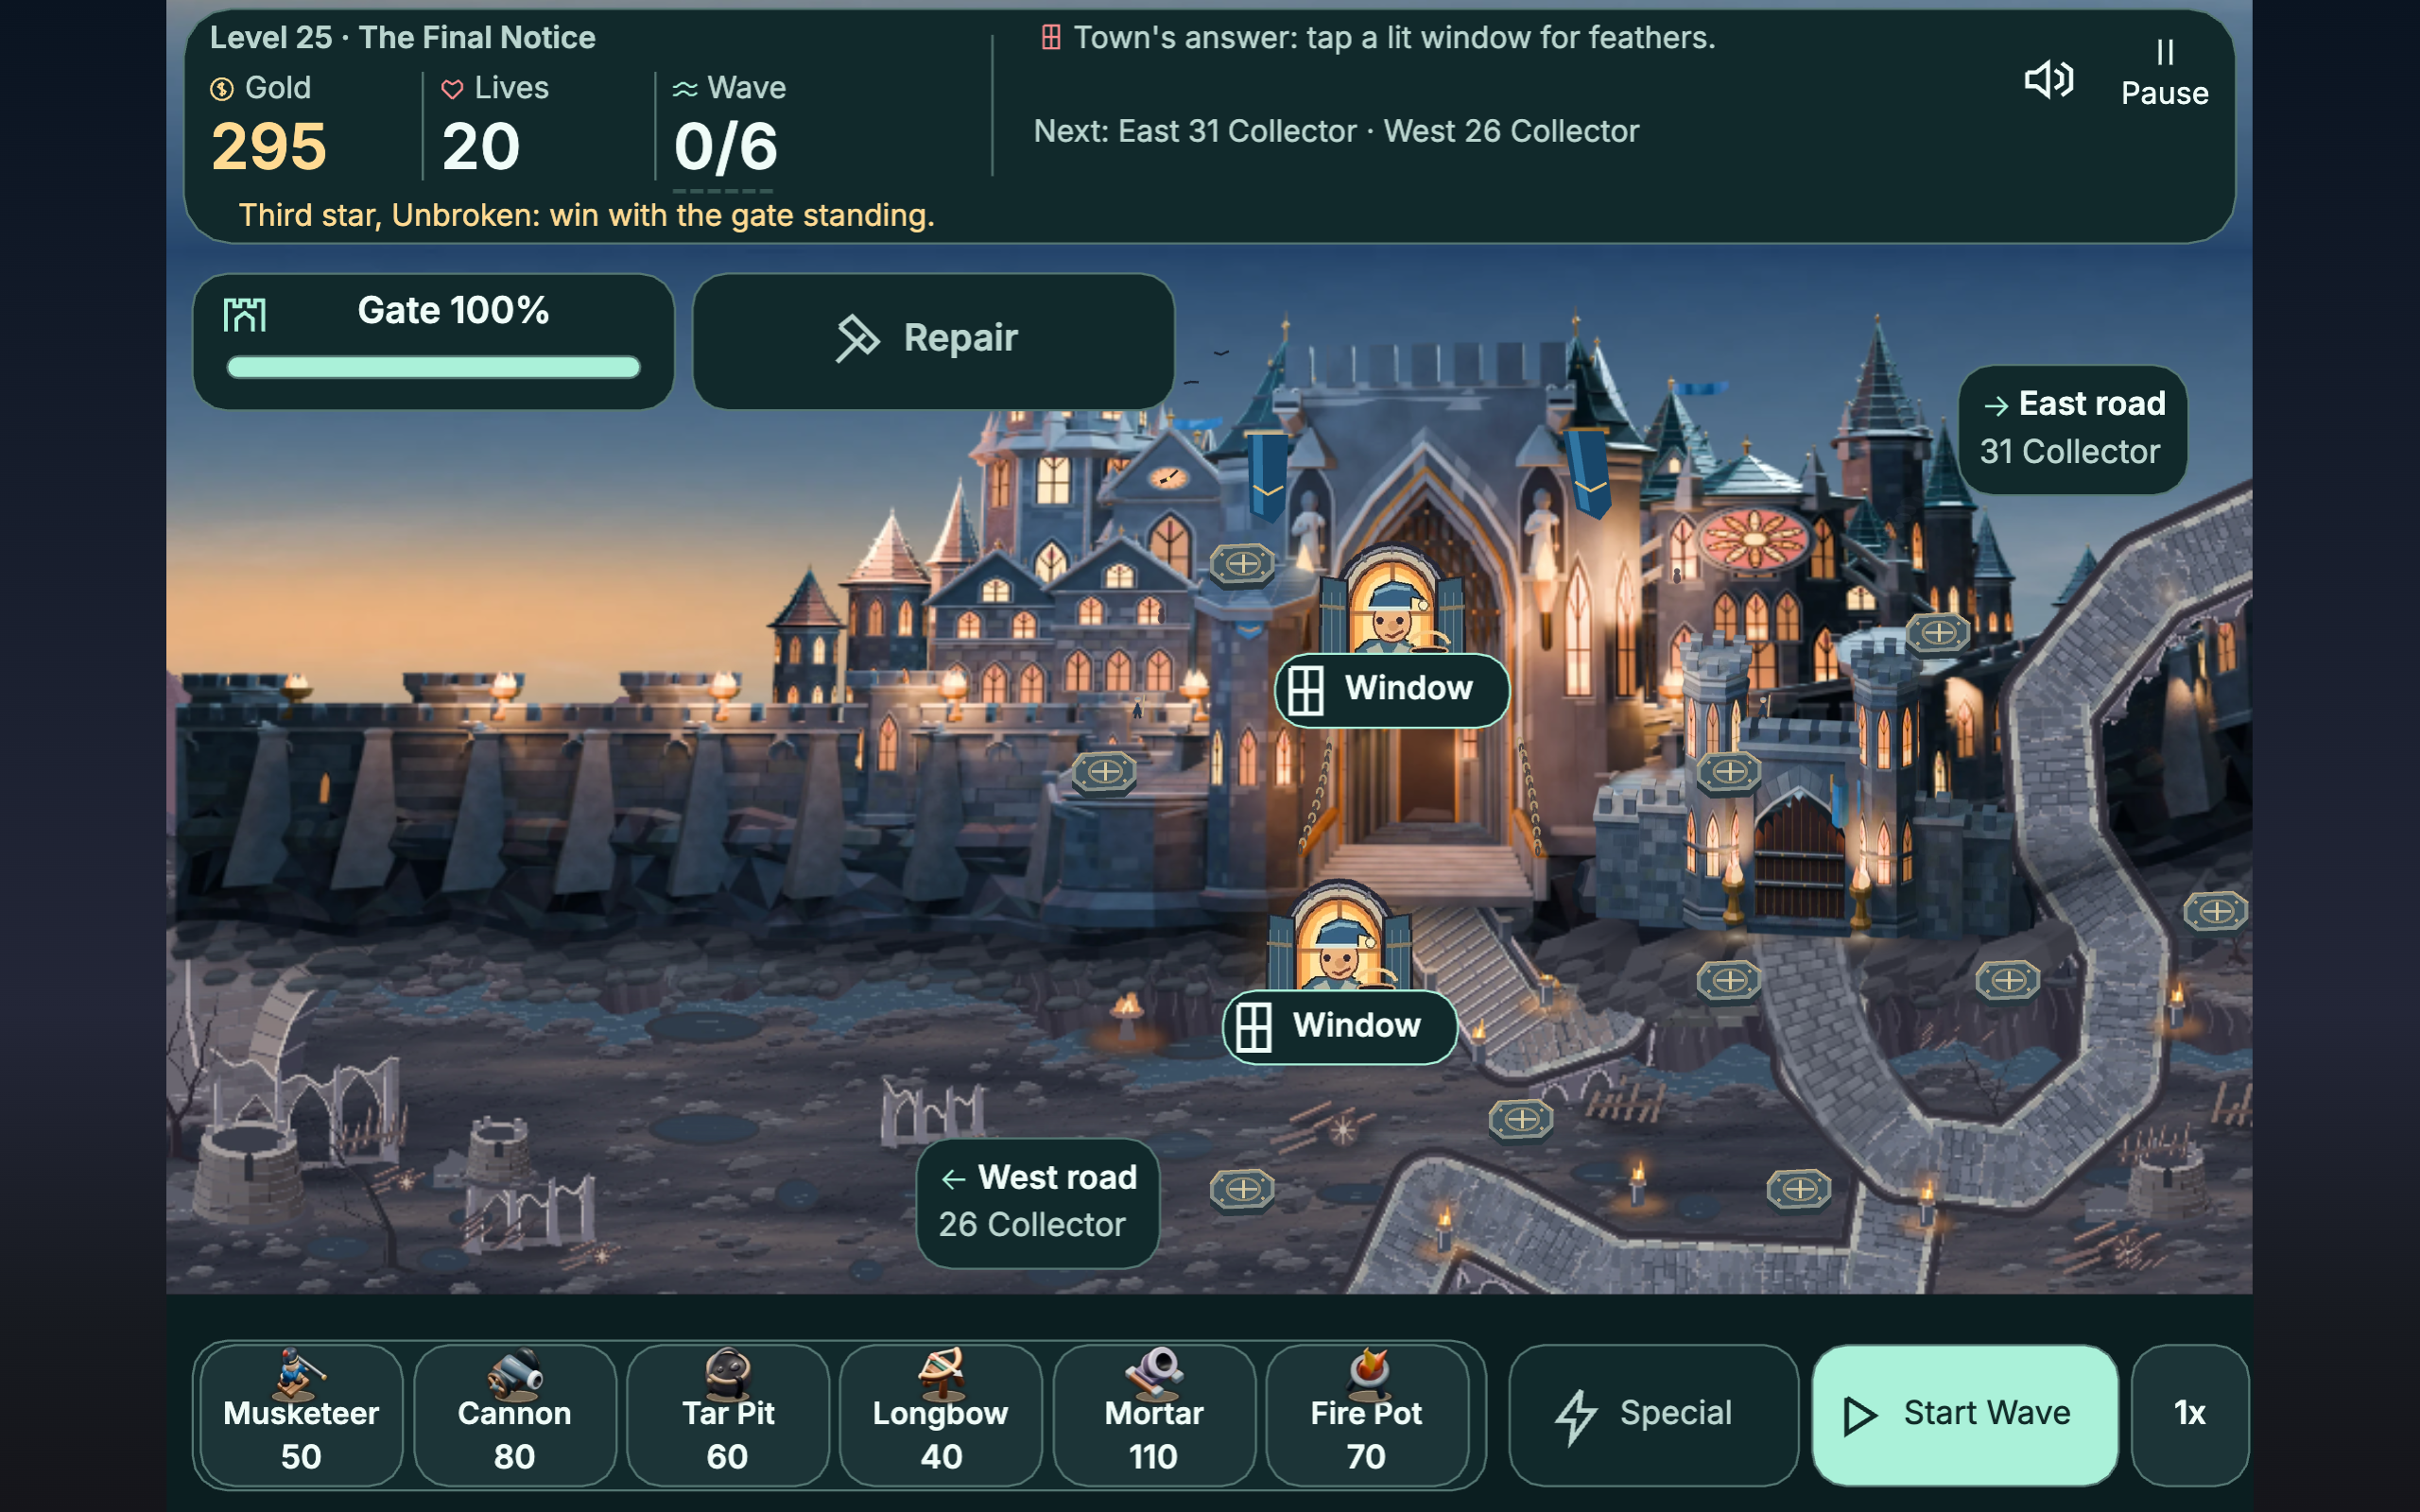 Level 25 · The Final Notice
Gold
295
Lives
20
Wave
0/6
Third star, Unbroken: win with the gate standing.
Town's answer: tap a lit window for feathers.
Next: East 31 Collector · West 26 Collector
Pause
Gate 100%
Repair
East road
31 Collector
Window
Window
West road
26 Collector
Musketeer
50
Cannon
80
Tar Pit
60
Longbow
40
Mortar
110
Fire Pot
70
Special
Start Wave
1x